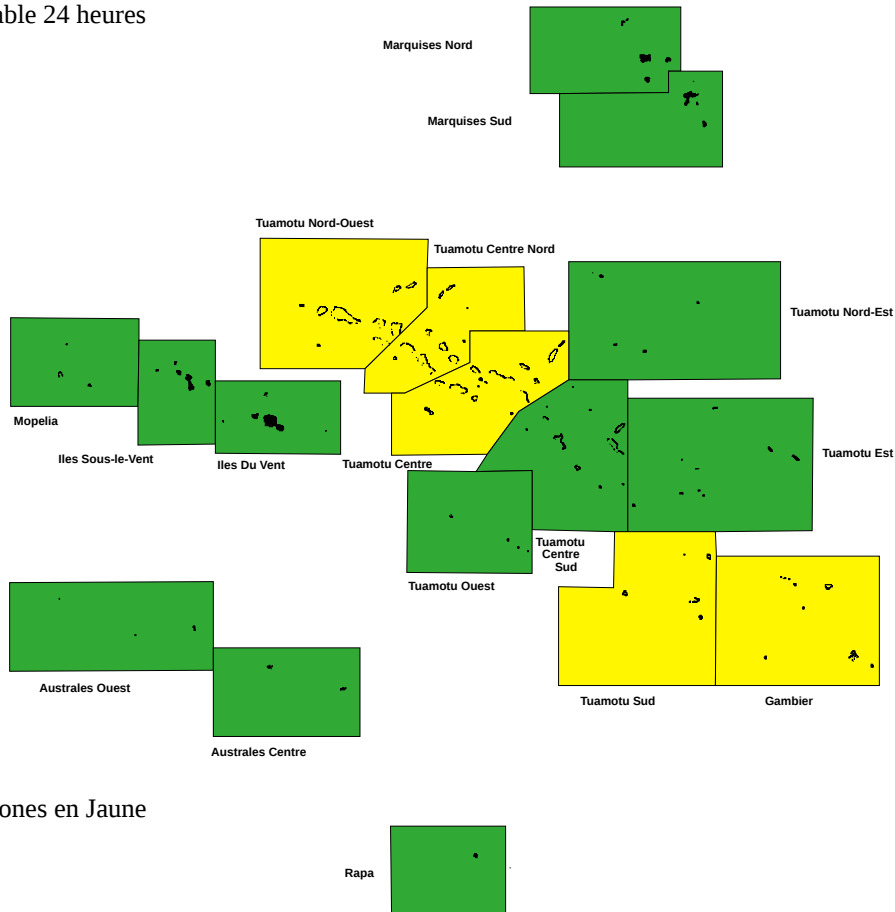 able 24 heures
Marquises Nord
Marquises Sud
Tuamotu Nord-Ouest
Tuamotu Centre Nord
Tuamotu Nord-Est
Mopelia
Iles Sous-le-Vent
Iles Du Vent
Tuamotu Centre
Tuamotu Est
Tuamotu
Centre
Sud
Tuamotu Ouest
Australes Ouest
Tuamotu Sud
Gambier
Australes Centre
ones en Jaune
Rapa